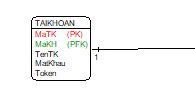 TAIKHOAN
MaTK (PK)
MaKH (PFK)
TenTK
MatKhau
Token
1